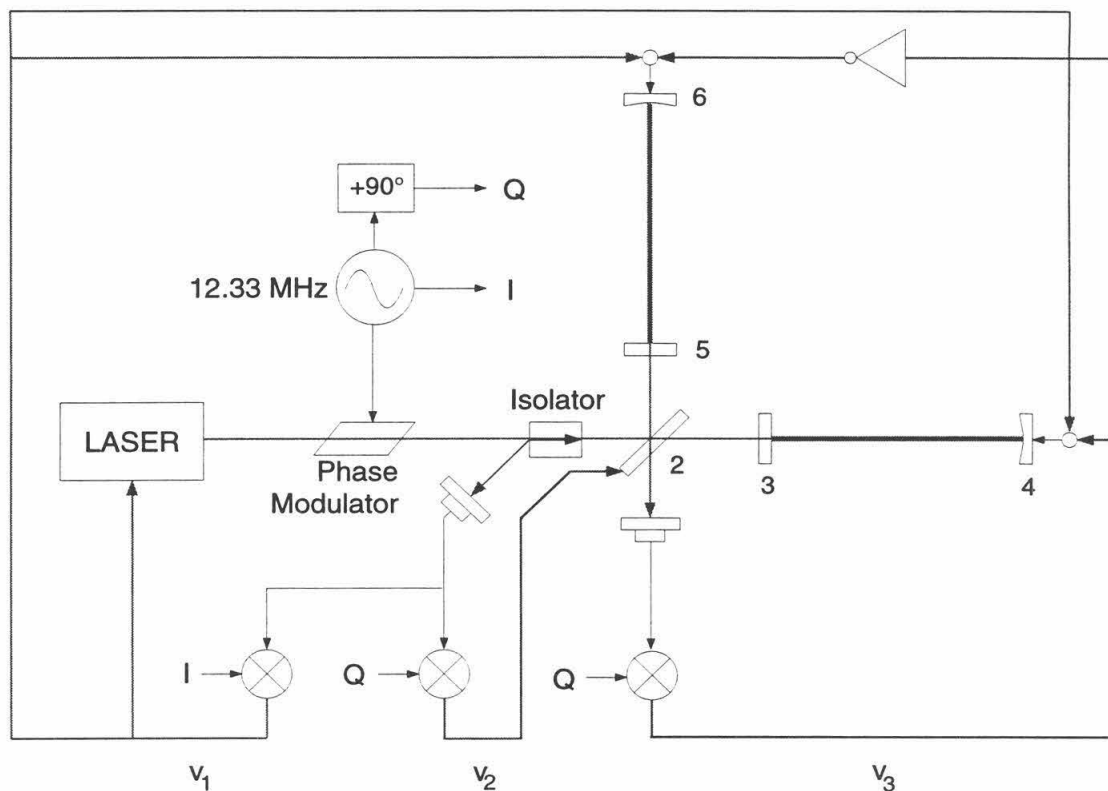 6
+90°
Q
12.33 MHz
I
5
Isolator
LASER
Phase
Modulator
2
3
4
I
Q
Q
v1
v2
v3